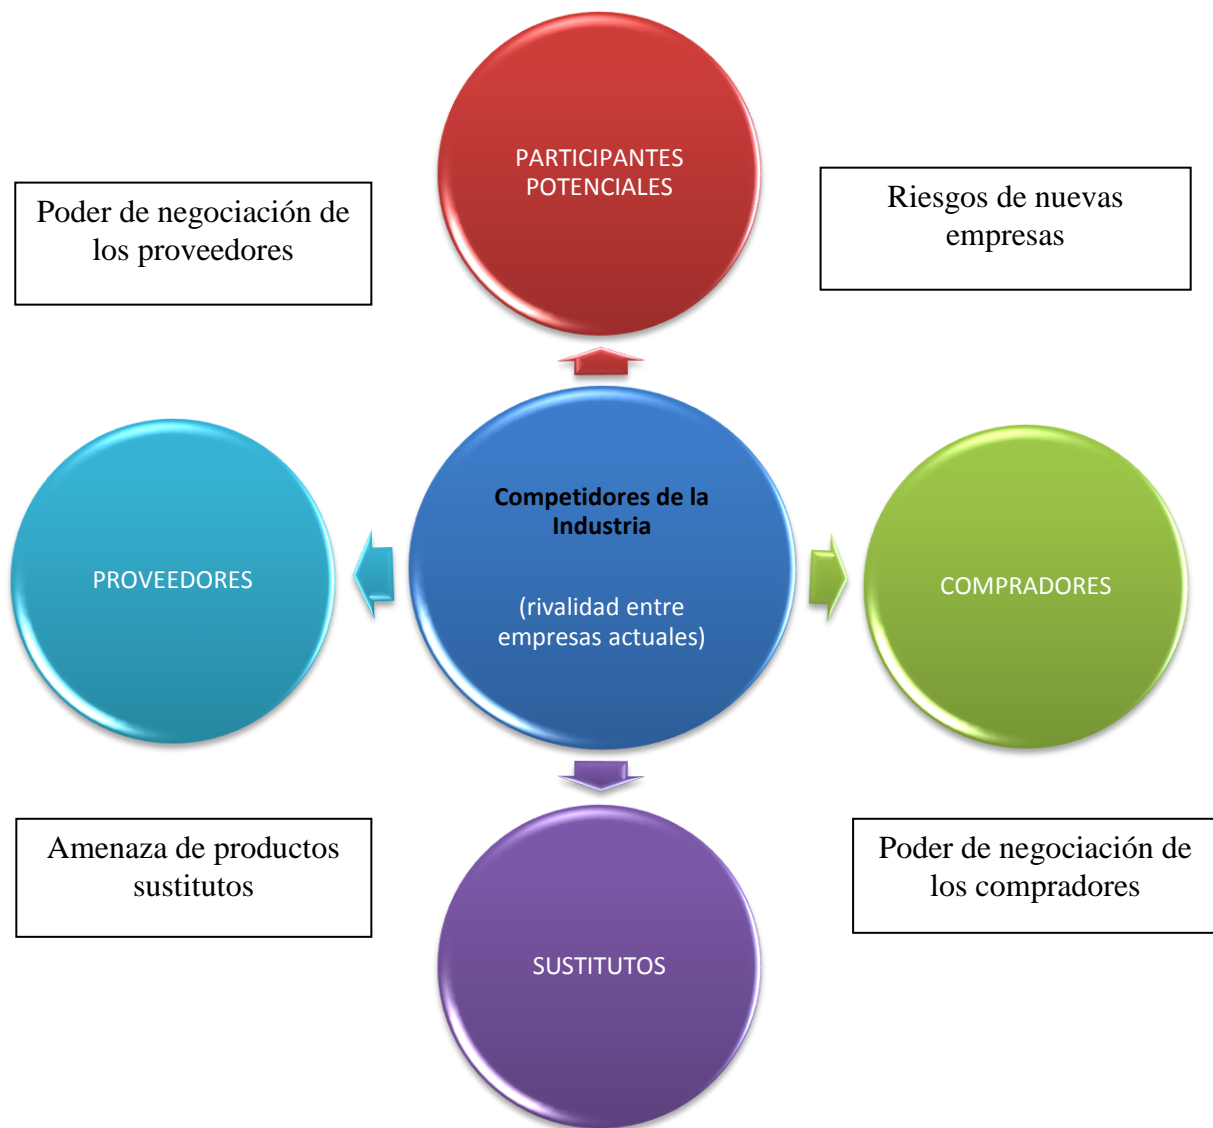 PARTICIPANTES
POTENCIALES
Poder de negociación de
los proveedores
Riesgos de nuevas
empresas
Competidores de la
Industria
(rivalidad entre
empresas actuales)
PROVEEDORES
COMPRADORES
Amenaza de productos
sustitutos
Poder de negociación de
los compradores
SUSTITUTOS